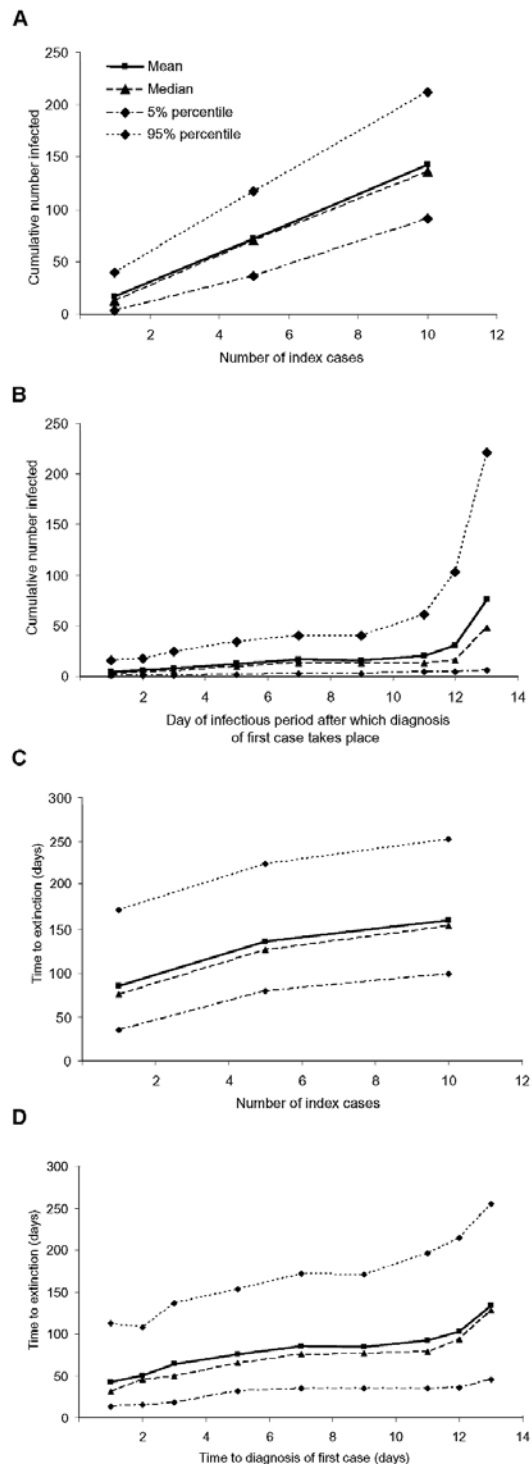 A
250
200
150
100
50
0
Cumulative number infected
Mean
Median
5% percentile
95% percentile
2 4 6 8 10 12
Number of index cases
B
250
200
150
100
50
0
Cumulative number infected
2 4 6 8 10 12 14
Day of infectious period after which diagnosis
of first case takes place
C
300
250
200
150
100
50
0
Time to extinction (days)
2 4 6 8 10 12
Number of index cases
D
300
250
200
150
100
50
0
Time to extinction (days)
2 4 6 8 10 12 14
Time to diagnosis of first case (days)